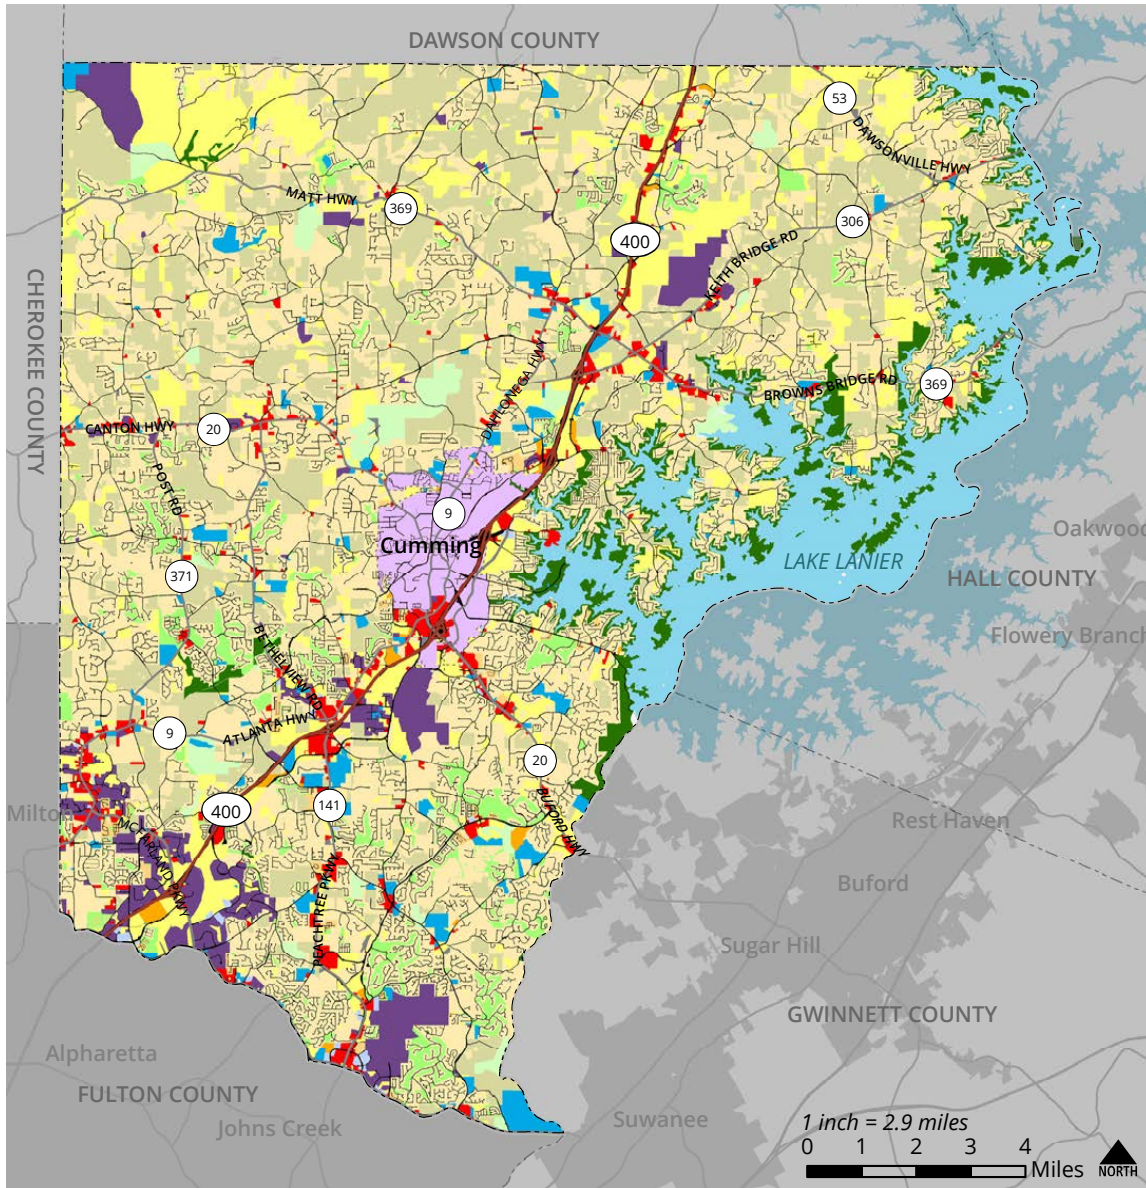 DAWSON COUNTY
53
DAWSONVILLE HWY
MATT HWY
369
306
400
KEITH BRIDGE RD
CHEROKEE COUNTY
DAHLONEGA HWY
369
BROWNS BRIDGE RD
CANTON HWY
20
POST RD
9
Cumming
Oakwood
LAKE LANIER
371
HALL COUNTY
BETHELVIEW RD
Flowery Branch
ATLANTA HWY
9
20
400
141
Milton
MCFARLAND PKWY
BUFORD HWY
Rest Haven
PEACHTREE PKWY
Buford
Sugar Hill
GWINNETT COUNTY
Alpharetta
FULTON COUNTY
Johns Creek
Suwanee
1 inch = 2.9 miles
0 1 2 3 4
Miles
NORTH